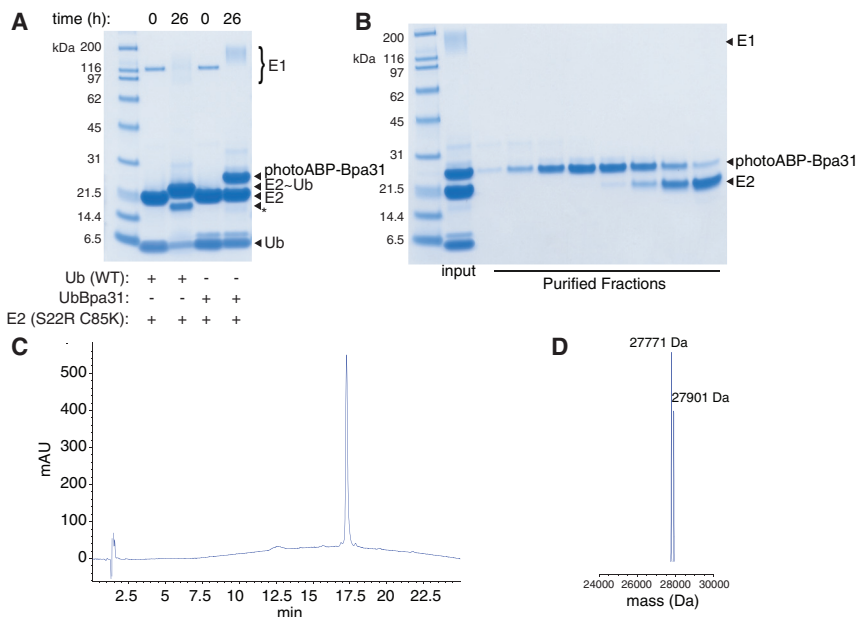 A
time (h): 0 26 0 26
kDa
200
116
97
62
45
31
21.5
14.4
6.5
E1
photoABP-Bpa31
E2~Ub
E2
*
Ub
Ub (WT): + + - -
UbBpa31: - - + +
E2 (S22R C85K): + + + +
B
kDa
200
116
97
62
45
31
21.5
14.4
6.5
E1
photoABP-Bpa31
E2
input
Purified Fractions
C
mAU
500
400
300
200
100
0
2.5 5 7.5 10 12.5 15 17.5 20 22.5
min
D
27771 Da
27901 Da
24000 26000 28000 30000
mass (Da)